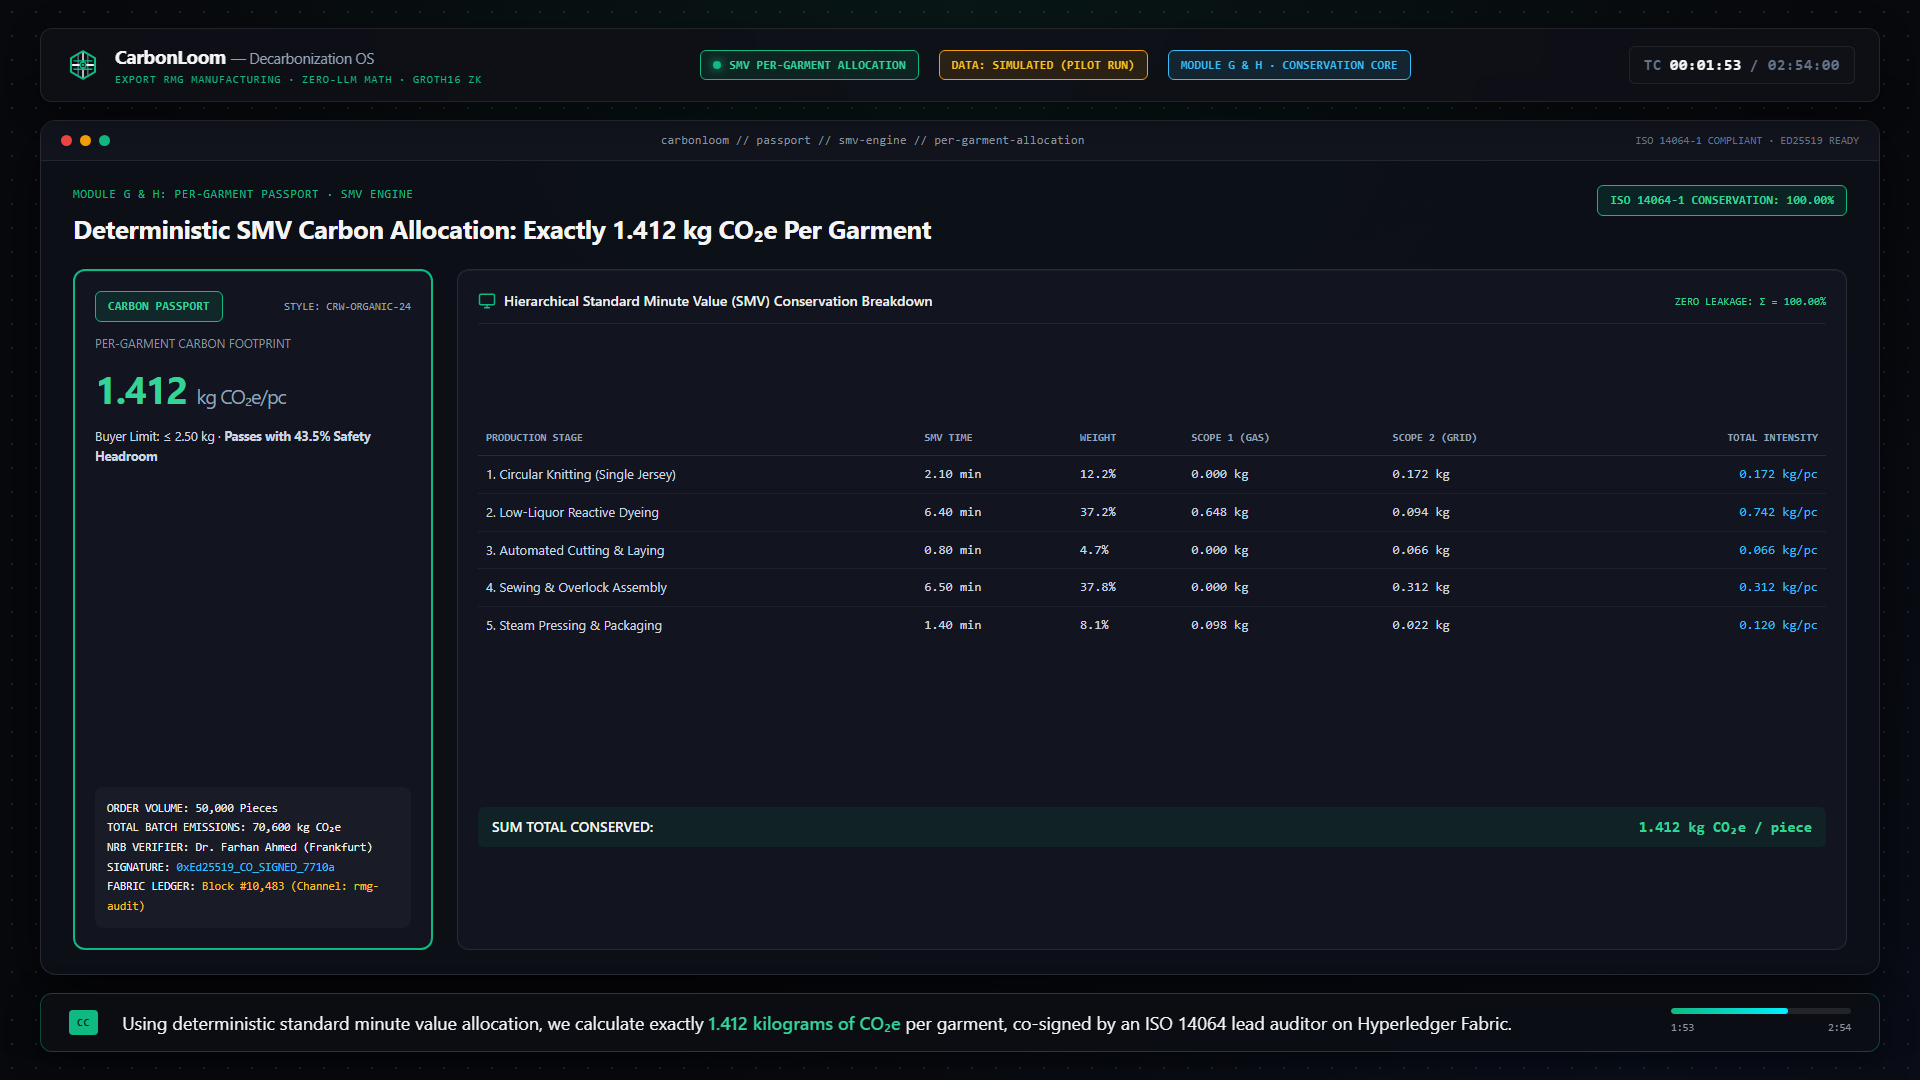 CarbonLoom — Decarbonization OS
EXPORT RMG MANUFACTURING · ZERO-LLM MATH · GROTH16 ZK
SMV PER-GARMENT ALLOCATION
DATA: SIMULATED (PILOT RUN)
MODULE G & H · CONSERVATION CORE
TC 00:01:53 / 02:54:00
carbonloom // passport // smv-engine // per-garment-allocation
ISO 14064-1 COMPLIANT · ED25519 READY
MODULE G & H: PER-GARMENT PASSPORT · SMV ENGINE
Deterministic SMV Carbon Allocation: Exactly 1.412 kg CO₂e Per Garment
ISO 14064-1 CONSERVATION: 100.00%
CARBON PASSPORT
STYLE: CRW-ORGANIC-24
PER-GARMENT CARBON FOOTPRINT
1.412 kg CO₂e/pc
Buyer Limit: ≤ 2.50 kg · Passes with 43.5% Safety
Headroom
ORDER VOLUME: 50,000 Pieces
TOTAL BATCH EMISSIONS: 70,600 kg CO₂e
NRB VERIFIER: Dr. Farhan Ahmed (Frankfurt)
SIGNATURE: 0xEd25519_CO_SIGNED_7710a
FABRIC LEDGER: Block #10,483 (Channel: rmg-
audit)
Hierarchical Standard Minute Value (SMV) Conservation Breakdown
ZERO LEAKAGE: Σ = 100.00%
PRODUCTION STAGE SMV TIME WEIGHT SCOPE 1 (GAS) SCOPE 2 (GRID) TOTAL INTENSITY
1. Circular Knitting (Single Jersey) 2.10 min 12.2% 0.000 kg 0.172 kg 0.172 kg/pc
2. Low-Liquor Reactive Dyeing 6.40 min 37.2% 0.648 kg 0.094 kg 0.742 kg/pc
3. Automated Cutting & Laying 0.80 min 4.7% 0.000 kg 0.066 kg 0.066 kg/pc
4. Sewing & Overlock Assembly 6.50 min 37.8% 0.000 kg 0.312 kg 0.312 kg/pc
5. Steam Pressing & Packaging 1.40 min 8.1% 0.098 kg 0.022 kg 0.120 kg/pc
SUM TOTAL CONSERVED: 1.412 kg CO₂e / piece
CC
Using deterministic standard minute value allocation, we calculate exactly 1.412 kilograms of CO₂e per garment, co-signed by an ISO 14064 lead auditor on Hyperledger Fabric.
1:53 2:54